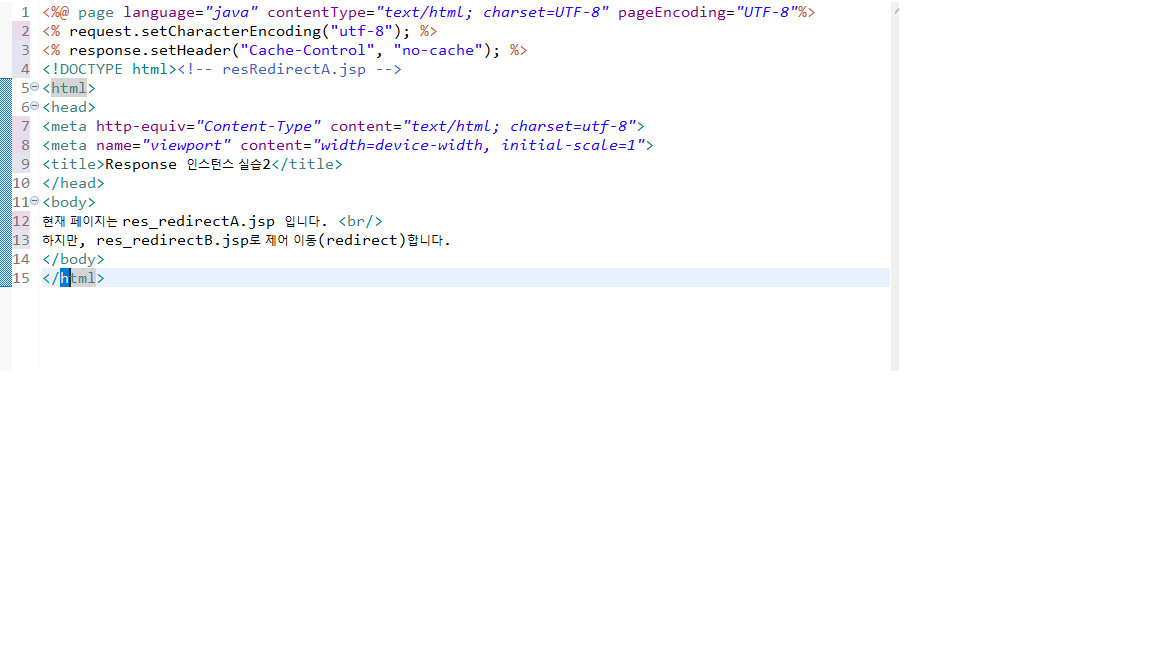 1 <%@ page language="java" contentType="text/html; charset=UTF-8" pageEncoding="UTF-8"%>
2 <% request.setCharacterEncoding("utf-8"); %>
3 <% response.setHeader("Cache-Control", "no-cache"); %>
4 <!DOCTYPE html><!-- resRedirectA.jsp -->
5 <html>
6 <head>
7 <meta http-equiv="Content-Type" content="text/html; charset=utf-8">
8 <meta name="viewport" content="width=device-width, initial-scale=1">
9 <title>Response 인스턴스 실습2</title>
10 </head>
11 <body>
12 현재 페이지는 res_redirectA.jsp 입니다. <br/>
13 하지만, res_redirectB.jsp로 제어 이동(redirect)합니다.
14 </body>
15 </html>